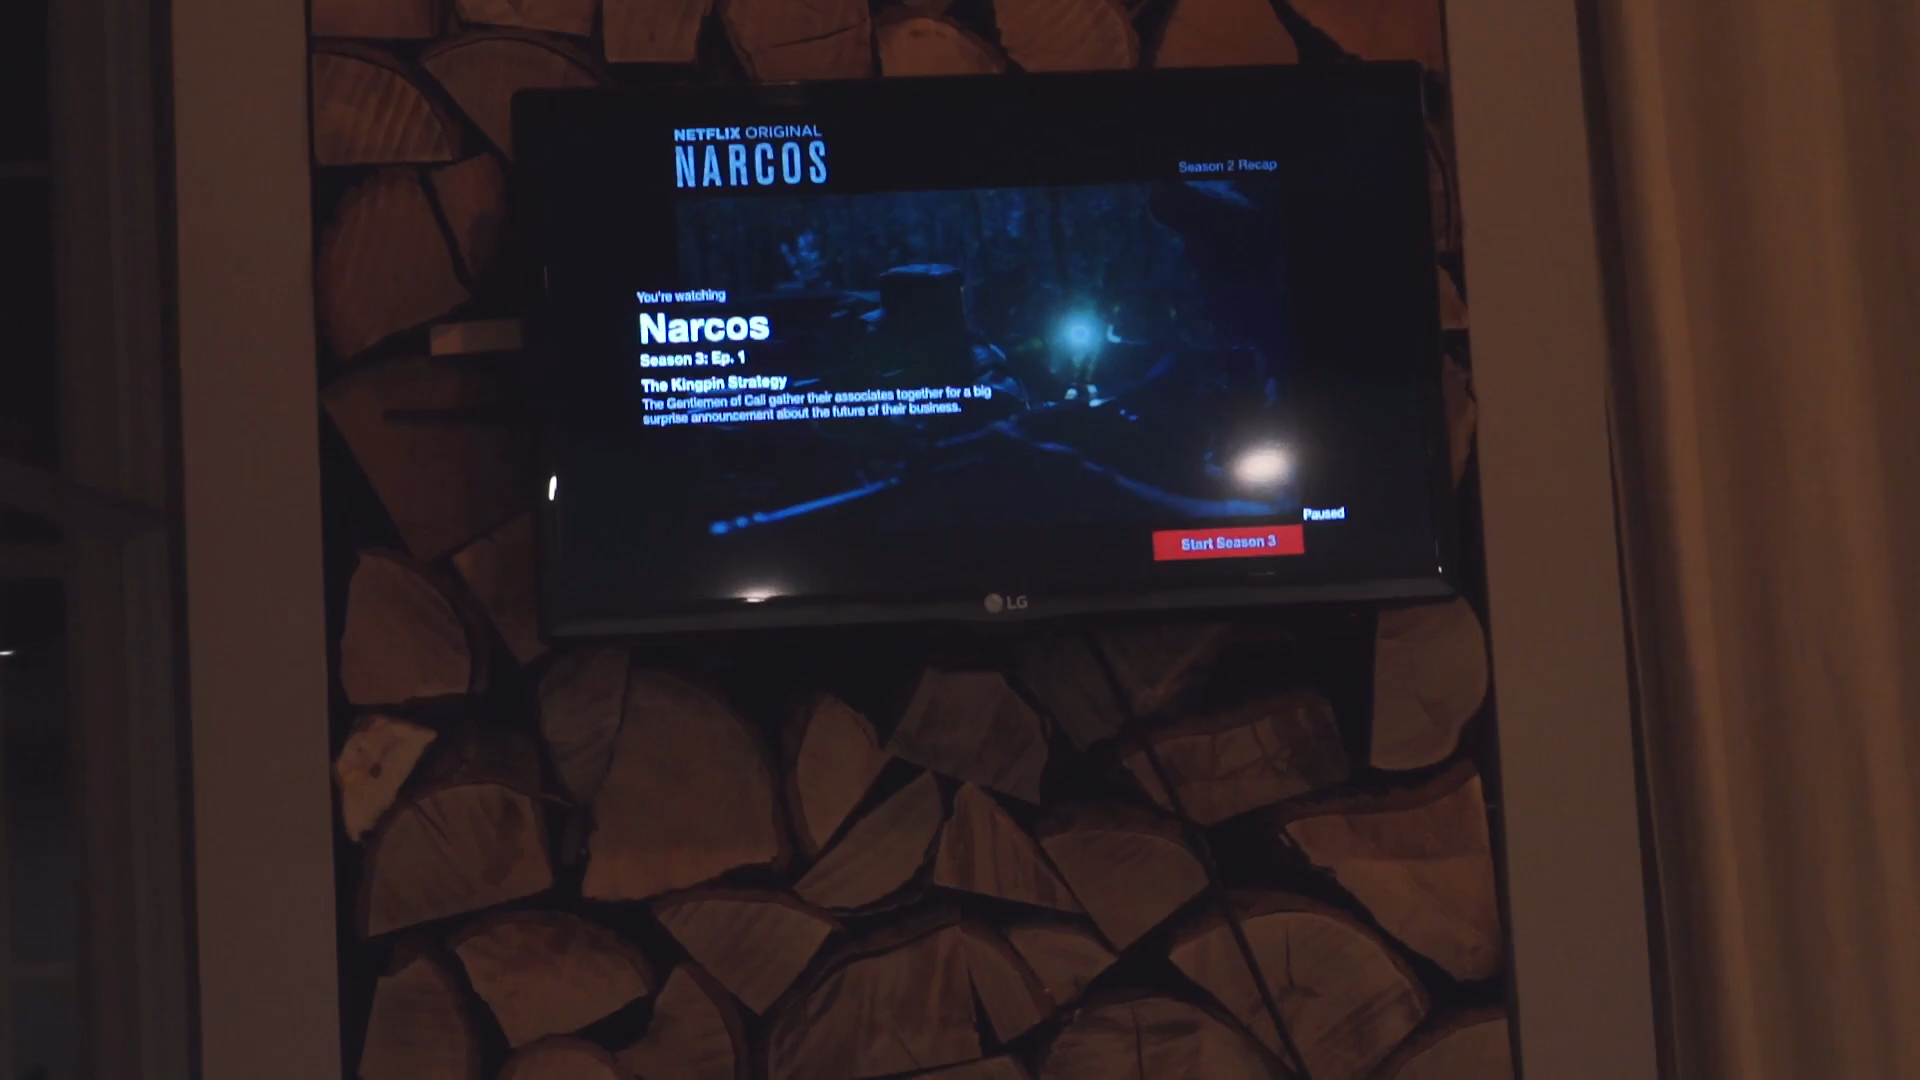 NETFLIX ORIGINAL
NARCOS
Season 2 Recap
You're watching
Narcos
Season 3: Ep. 1
The Kingpin Strategy
The Gentlemen of Cali gather their associates together for a big
surprise announcement about the future of their business.
Paused
Start Season 3
LG